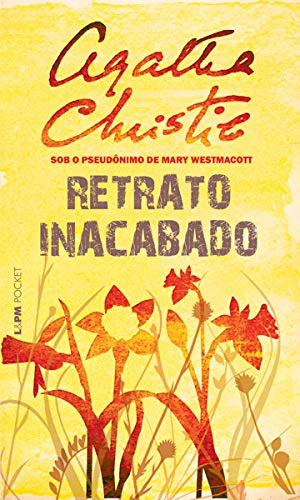 Agatha
Christie
SOB O PSEUDÔNIMO DE MARY WESTMACOTT
RETRATO
INACABADO
L&PM POCKET